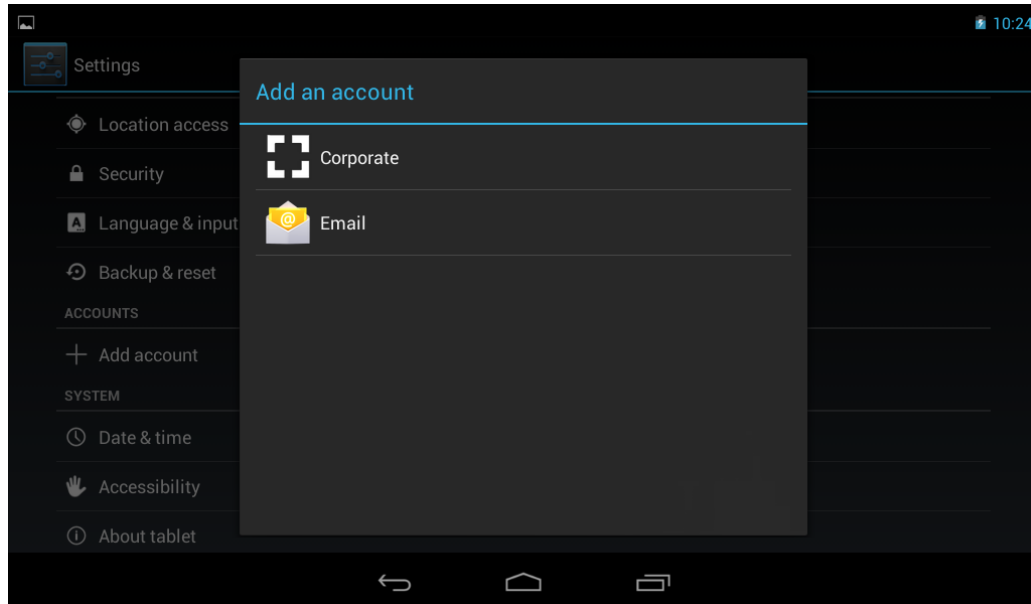 10:24
Settings
Add an account
Location access
Corporate
Security
Email
Language & input
Backup & reset
ACCOUNTS
Add account
SYSTEM
Date & time
Accessibility
About tablet